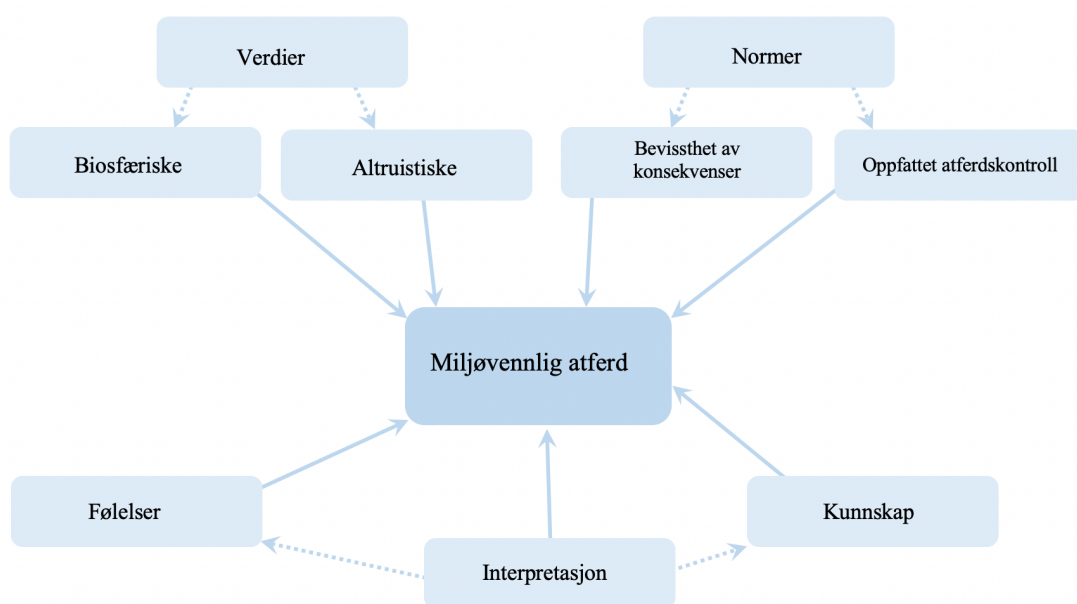 Verdier
Normer
Biosfæriske
Altruistiske
Bevissthet av
konsekvenser
Oppfattet atferdskontroll
Miljøvennlig atferd
Følelser
Kunnskap
Interpretasjon